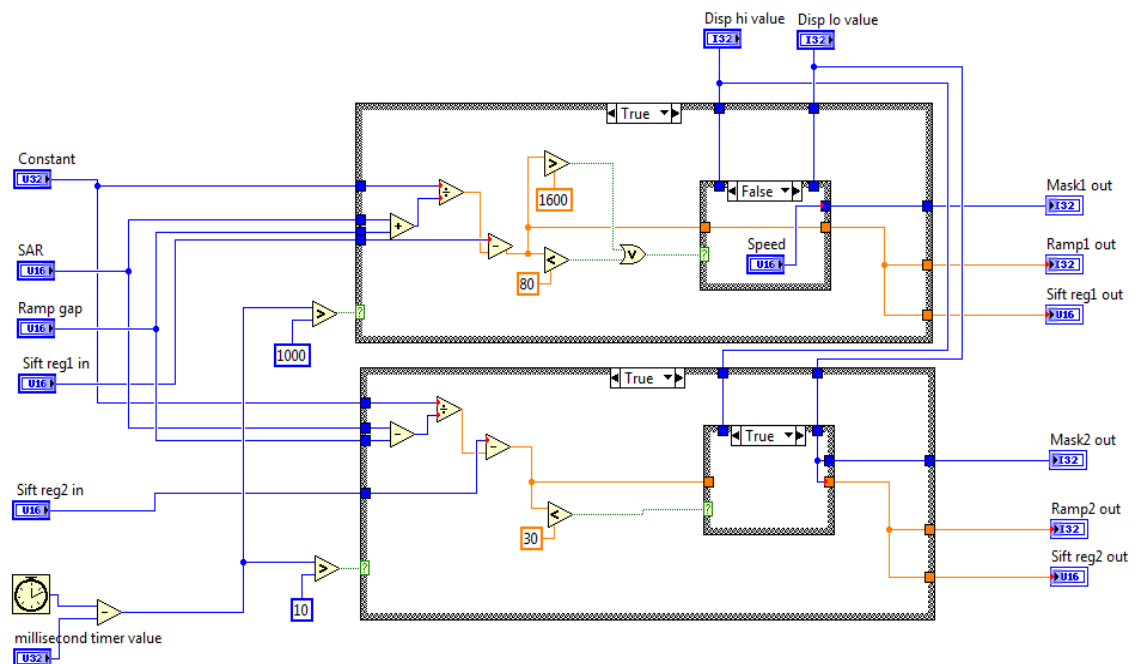 Disp hi value
Disp lo value
I32
I32
True
Constant
U32
1600
False
Mask1 out
I32
SAR
U16
80
Speed
U16
Ramp1 out
I32
Ramp gap
U16
1000
Sift reg1 out
U16
Sift reg1 in
U16
True
True
Mask2 out
I32
Sift reg2 in
U16
30
Ramp2 out
I32
10
Sift reg2 out
U16
millisecond timer value
U32